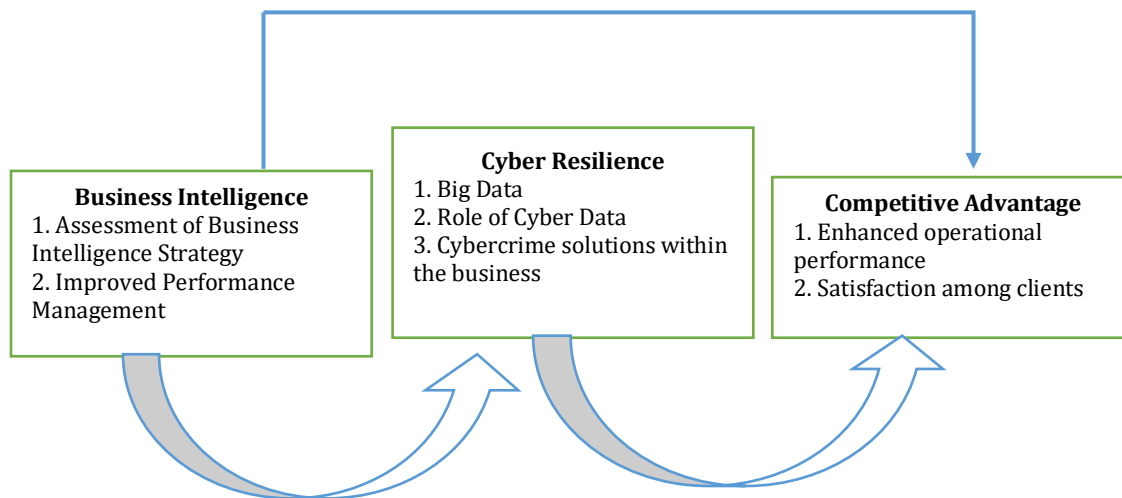 Business Intelligence
1. Assessment of Business
Intelligence Strategy
2. Improved Performance
Management
Cyber Resilience
1. Big Data
2. Role of Cyber Data
3. Cybercrime solutions within
the business
Competitive Advantage
1. Enhanced operational
performance
2. Satisfaction among clients